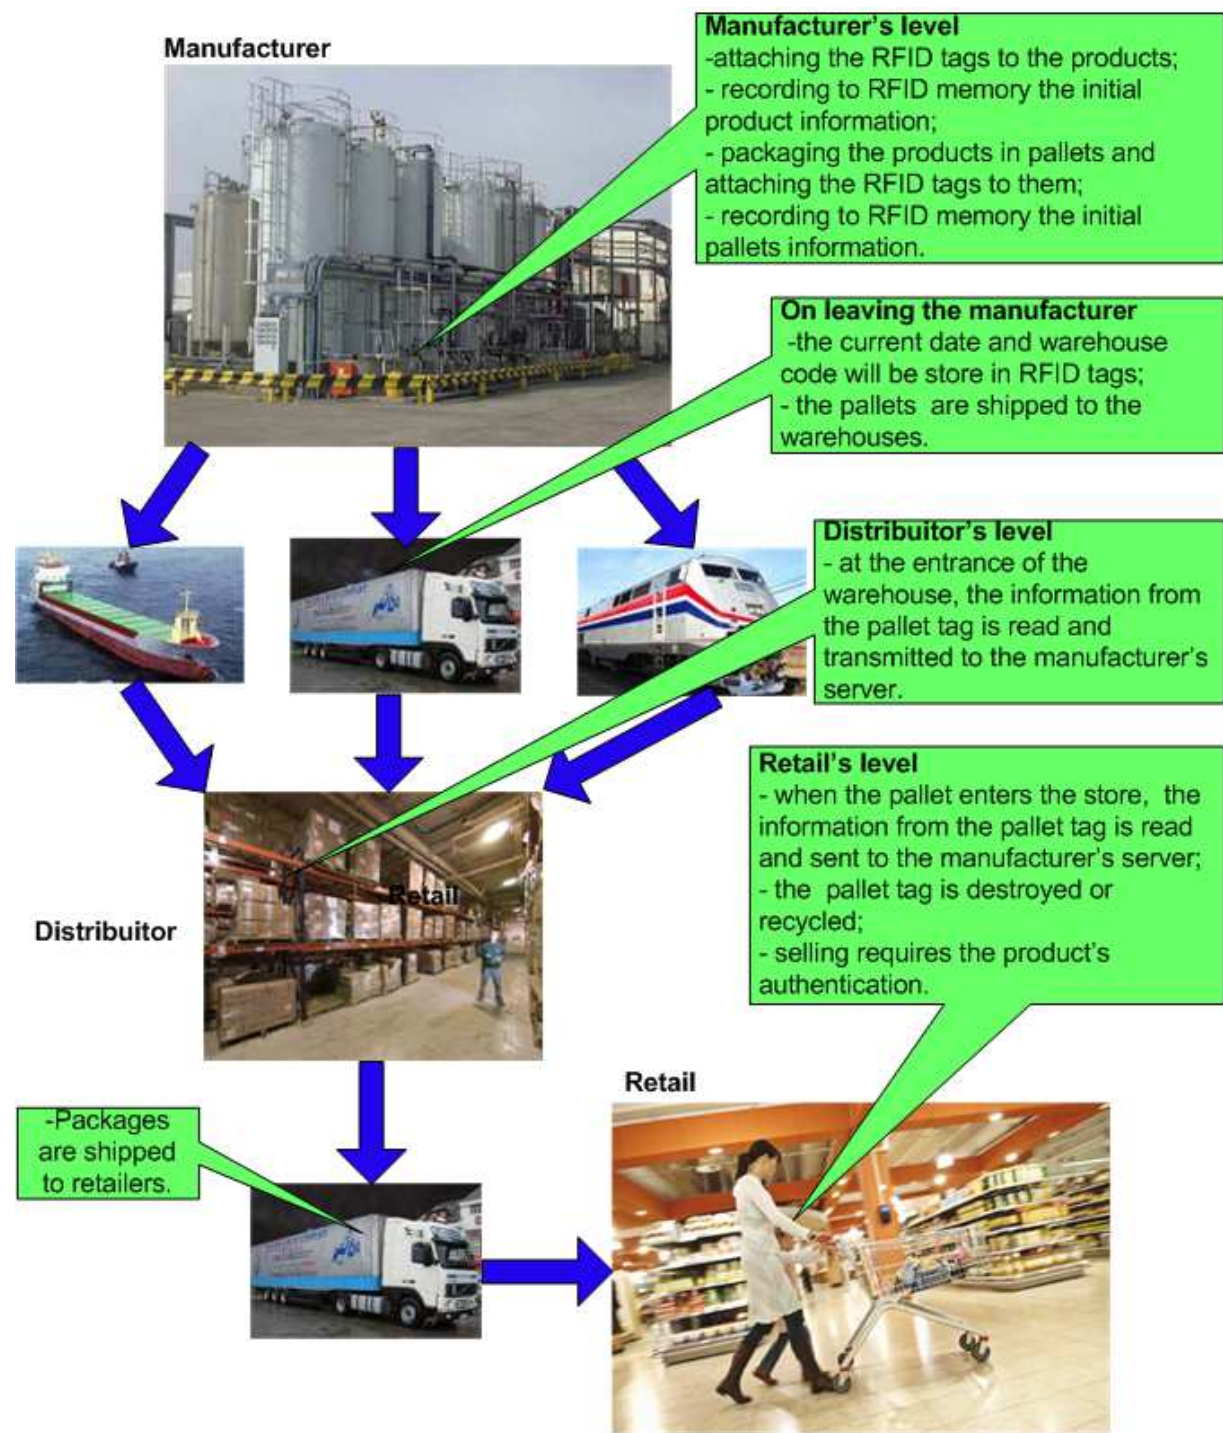 Manufacturer
Manufacturer's level
-attaching the RFID tags to the products;
- recording to RFID memory the initial
product information;
- packaging the products in pallets and
attaching the RFID tags to them;
- recording to RFID memory the initial
pallets information.
On leaving the manufacturer
-the current date and warehouse
code will be store in RFID tags;
- the pallets are shipped to the
warehouses.
Distribuitor's level
- at the entrance of the
warehouse, the information from
the pallet tag is read and
transmitted to the manufacturer's
server.
Retail's level
- when the pallet enters the store, the
information from the pallet tag is read
and sent to the manufacturer's server;
- the pallet tag is destroyed or
recycled;
- selling requires the product's
authentication.
Retail
Distribuitor
Retail
-Packages
are shipped
to retailers.